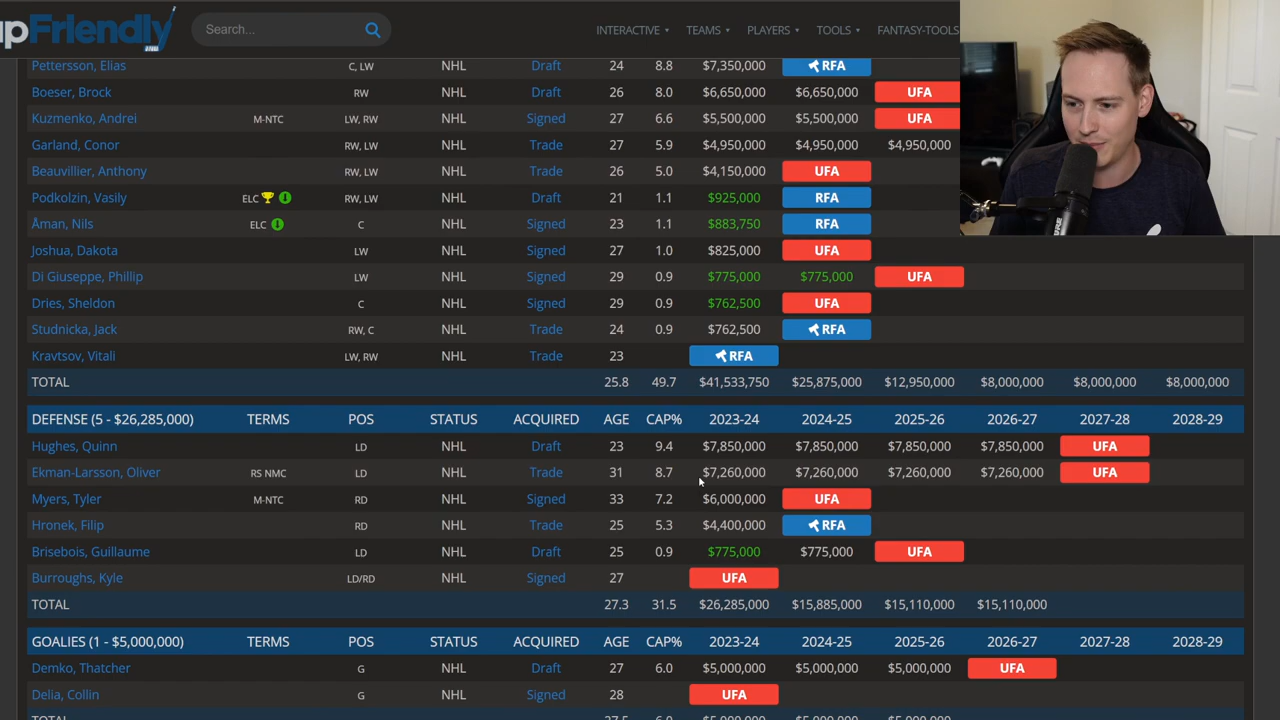 pFriendly Search... INTERACTIVE TEAMS PLAYERS TOOLS FANTASY-TOOLS
Pettersson, Elias C, LW NHL Draft 24 8.8 $7,350,000 RFA
Boeser, Brock RW NHL Draft 26 8.0 $6,650,000 $6,650,000 UFA
Kuzmenko, Andrei M-NTC LW, RW NHL Signed 27 6.6 $5,500,000 $5,500,000 UFA
Garland, Conor RW, LW NHL Trade 27 5.9 $4,950,000 $4,950,000 $4,950,000
Beauvillier, Anthony RW, LW NHL Trade 26 5.0 $4,150,000 UFA
Podkolzin, Vasily ELC RW, LW NHL Draft 21 1.1 $925,000 RFA
Åman, Nils ELC C NHL Signed 23 1.1 $883,750 RFA
Joshua, Dakota LW NHL Signed 27 1.0 $825,000 UFA
Di Giuseppe, Phillip LW NHL Signed 29 0.9 $775,000 $775,000 UFA
Dries, Sheldon C NHL Signed 29 0.9 $762,500 UFA
Studnicka, Jack RW, C NHL Trade 24 0.9 $762,500 RFA
Kravtsov, Vitali LW, RW NHL Trade 23 RFA
TOTAL 25.8 49.7 $41,533,750 $25,875,000 $12,950,000 $8,000,000 $8,000,000 $8,000,000
DEFENSE (5 - $26,285,000) TERMS POS STATUS ACQUIRED AGE CAP% 2023-24 2024-25 2025-26 2026-27 2027-28 2028-29
Hughes, Quinn LD NHL Draft 23 9.4 $7,850,000 $7,850,000 $7,850,000 $7,850,000 UFA
Ekman-Larsson, Oliver RS NMC LD NHL Trade 31 8.7 $7,260,000 $7,260,000 $7,260,000 $7,260,000 UFA
Myers, Tyler M-NTC RD NHL Signed 33 7.2 $6,000,000 UFA
Hronek, Filip RD NHL Trade 25 5.3 $4,400,000 RFA
Brisebois, Guillaume LD NHL Draft 25 0.9 $775,000 $775,000 UFA
Burroughs, Kyle LD/RD NHL Signed 27 UFA
TOTAL 27.3 31.5 $26,285,000 $15,885,000 $15,110,000 $15,110,000
GOALIES (1 - $5,000,000) TERMS POS STATUS ACQUIRED AGE CAP% 2023-24 2024-25 2025-26 2026-27 2027-28 2028-29
Demko, Thatcher G NHL Draft 27 6.0 $5,000,000 $5,000,000 $5,000,000 UFA
Delia, Collin G NHL Signed 28 UFA
TOTAL 27.5 6.0 $5,000,000 $5,000,000 $5,000,000